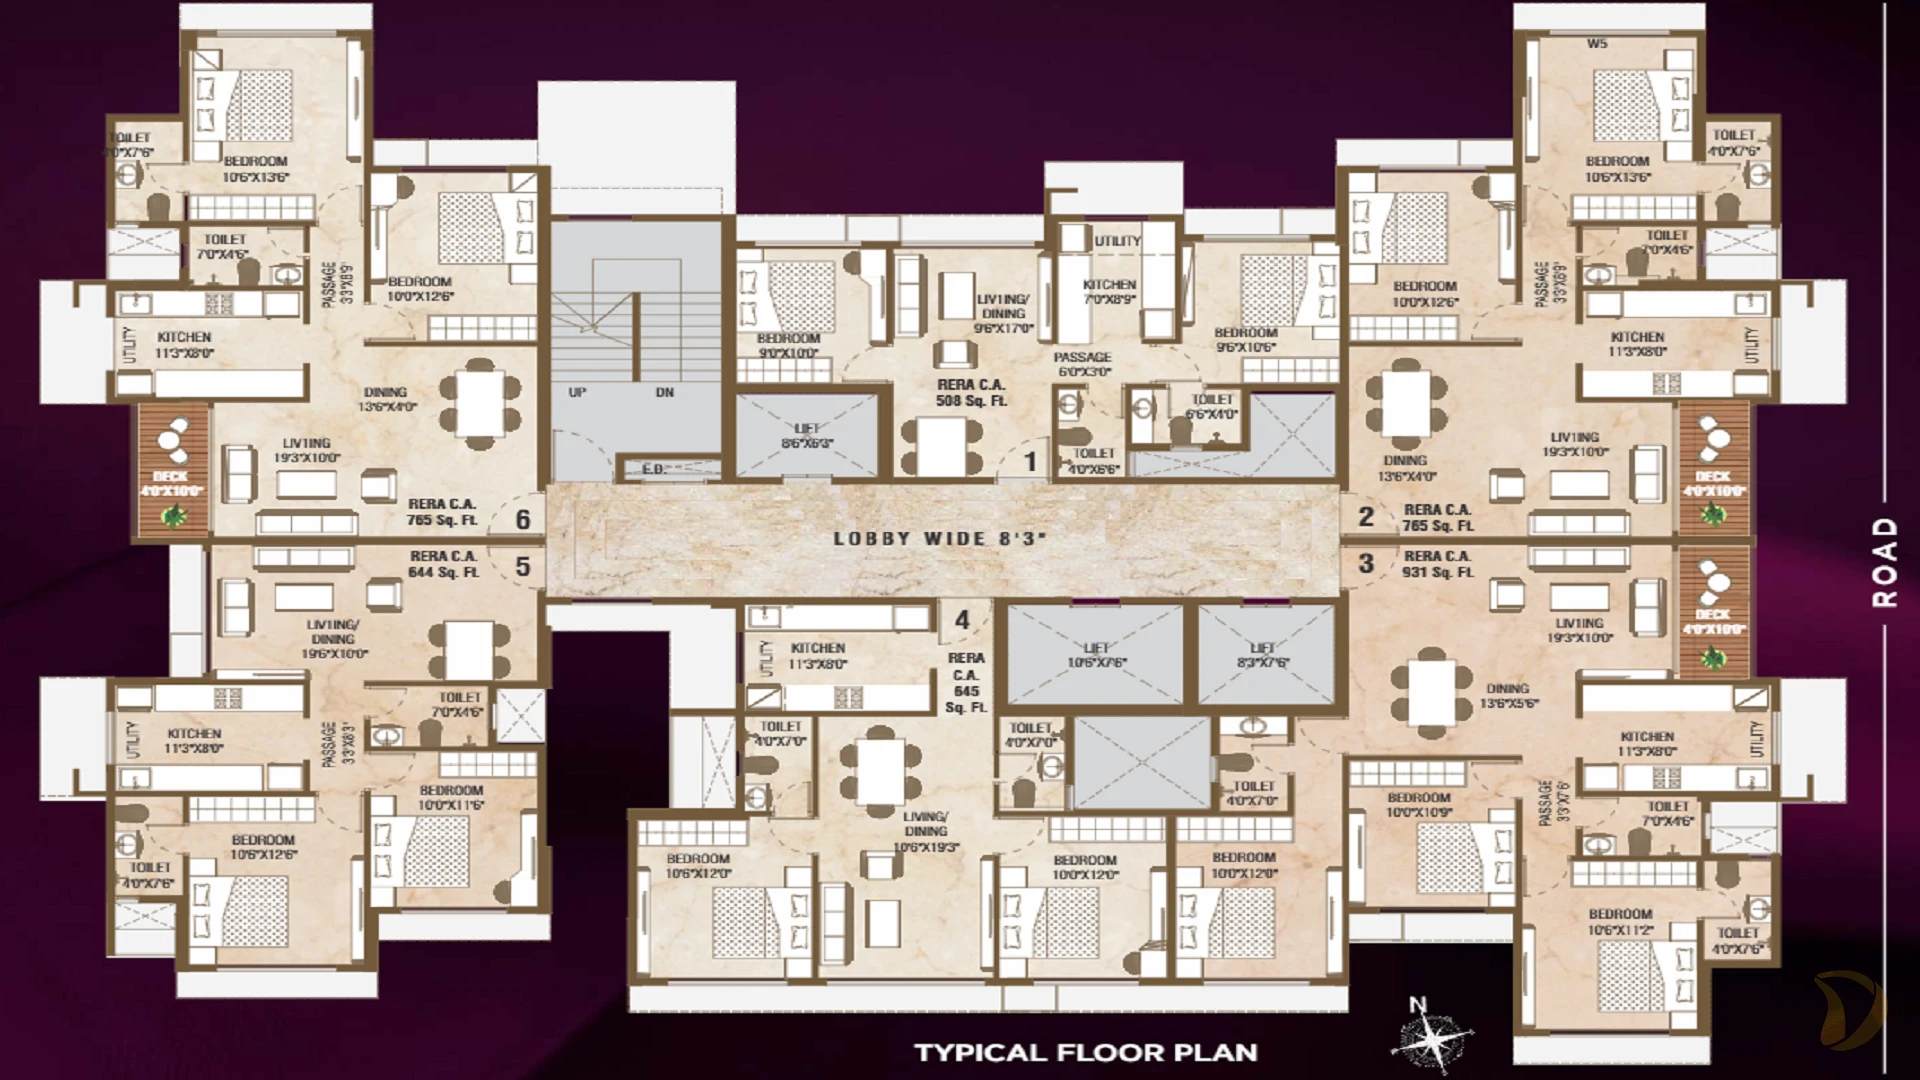 W5
TOILET
4'0"X7'6"
BEDROOM
10'6"X13'6"
TOILET
7'0"X4'6"
PASSAGE
3'3"X8'9"
BEDROOM
10'0"X12'6"
KITCHEN
11'3"X8'0"
UTILITY
DINING
13'6"X4'0"
LIV1ING
19'3"X10'0"
DECK
4'0"X10'0"
RERA C.A.
765 Sq. Ft.
6
UP
DN
E.D.
BEDROOM
9'0"X10'0"
LIFT
8'6"X6'3"
LIV1ING/
DINING
9'6"X17'0"
RERA C.A.
508 Sq. Ft.
1
UTILITY
KITCHEN
7'0"X8'9"
PASSAGE
6'0"X3'0"
BEDROOM
9'6"X10'6"
TOILET
6'6"X4'0"
TOILET
4'0"X6'6"
BEDROOM
10'6"X13'6"
TOILET
4'0"X7'6"
TOILET
7'0"X4'6"
PASSAGE
3'3"X8'9"
BEDROOM
10'0"X12'6"
KITCHEN
11'3"X8'0"
UTILITY
DINING
13'6"X4'0"
LIV1ING
19'3"X10'0"
DECK
4'0"X10'0"
2
RERA C.A.
765 Sq. Ft.
LOBBY WIDE 8'3"
ROAD
RERA C.A.
644 Sq. Ft.
5
LIV1ING/
DINING
19'6"X10'0"
KITCHEN
11'3"X8'0"
UTILITY
PASSAGE
3'3"X8'3"
TOILET
7'0"X4'6"
BEDROOM
10'0"X11'6"
BEDROOM
10'6"X12'6"
TOILET
4'0"X7'6"
4
RERA
C.A.
645
Sq. Ft.
UTILITY
KITCHEN
11'3"X8'0"
TOILET
4'0"X7'0"
LIVING/
DINING
10'6"X19'3"
BEDROOM
10'6"X12'0"
TOILET
4'0"X7'0"
BEDROOM
10'0"X12'0"
LIFT
10'6"X7'6"
LIFT
8'3"X7'6"
TOILET
4'0"X7'0"
BEDROOM
10'0"X12'0"
3
RERA C.A.
931 Sq. Ft.
LIV1ING
19'3"X10'0"
DECK
4'0"X10'0"
DINING
13'6"X5'6"
KITCHEN
11'3"X8'0"
UTILITY
BEDROOM
10'0"X10'9"
PASSAGE
3'3"X7'6"
TOILET
7'0"X4'6"
BEDROOM
10'6"X11'2"
TOILET
4'0"X7'6"
N
TYPICAL FLOOR PLAN